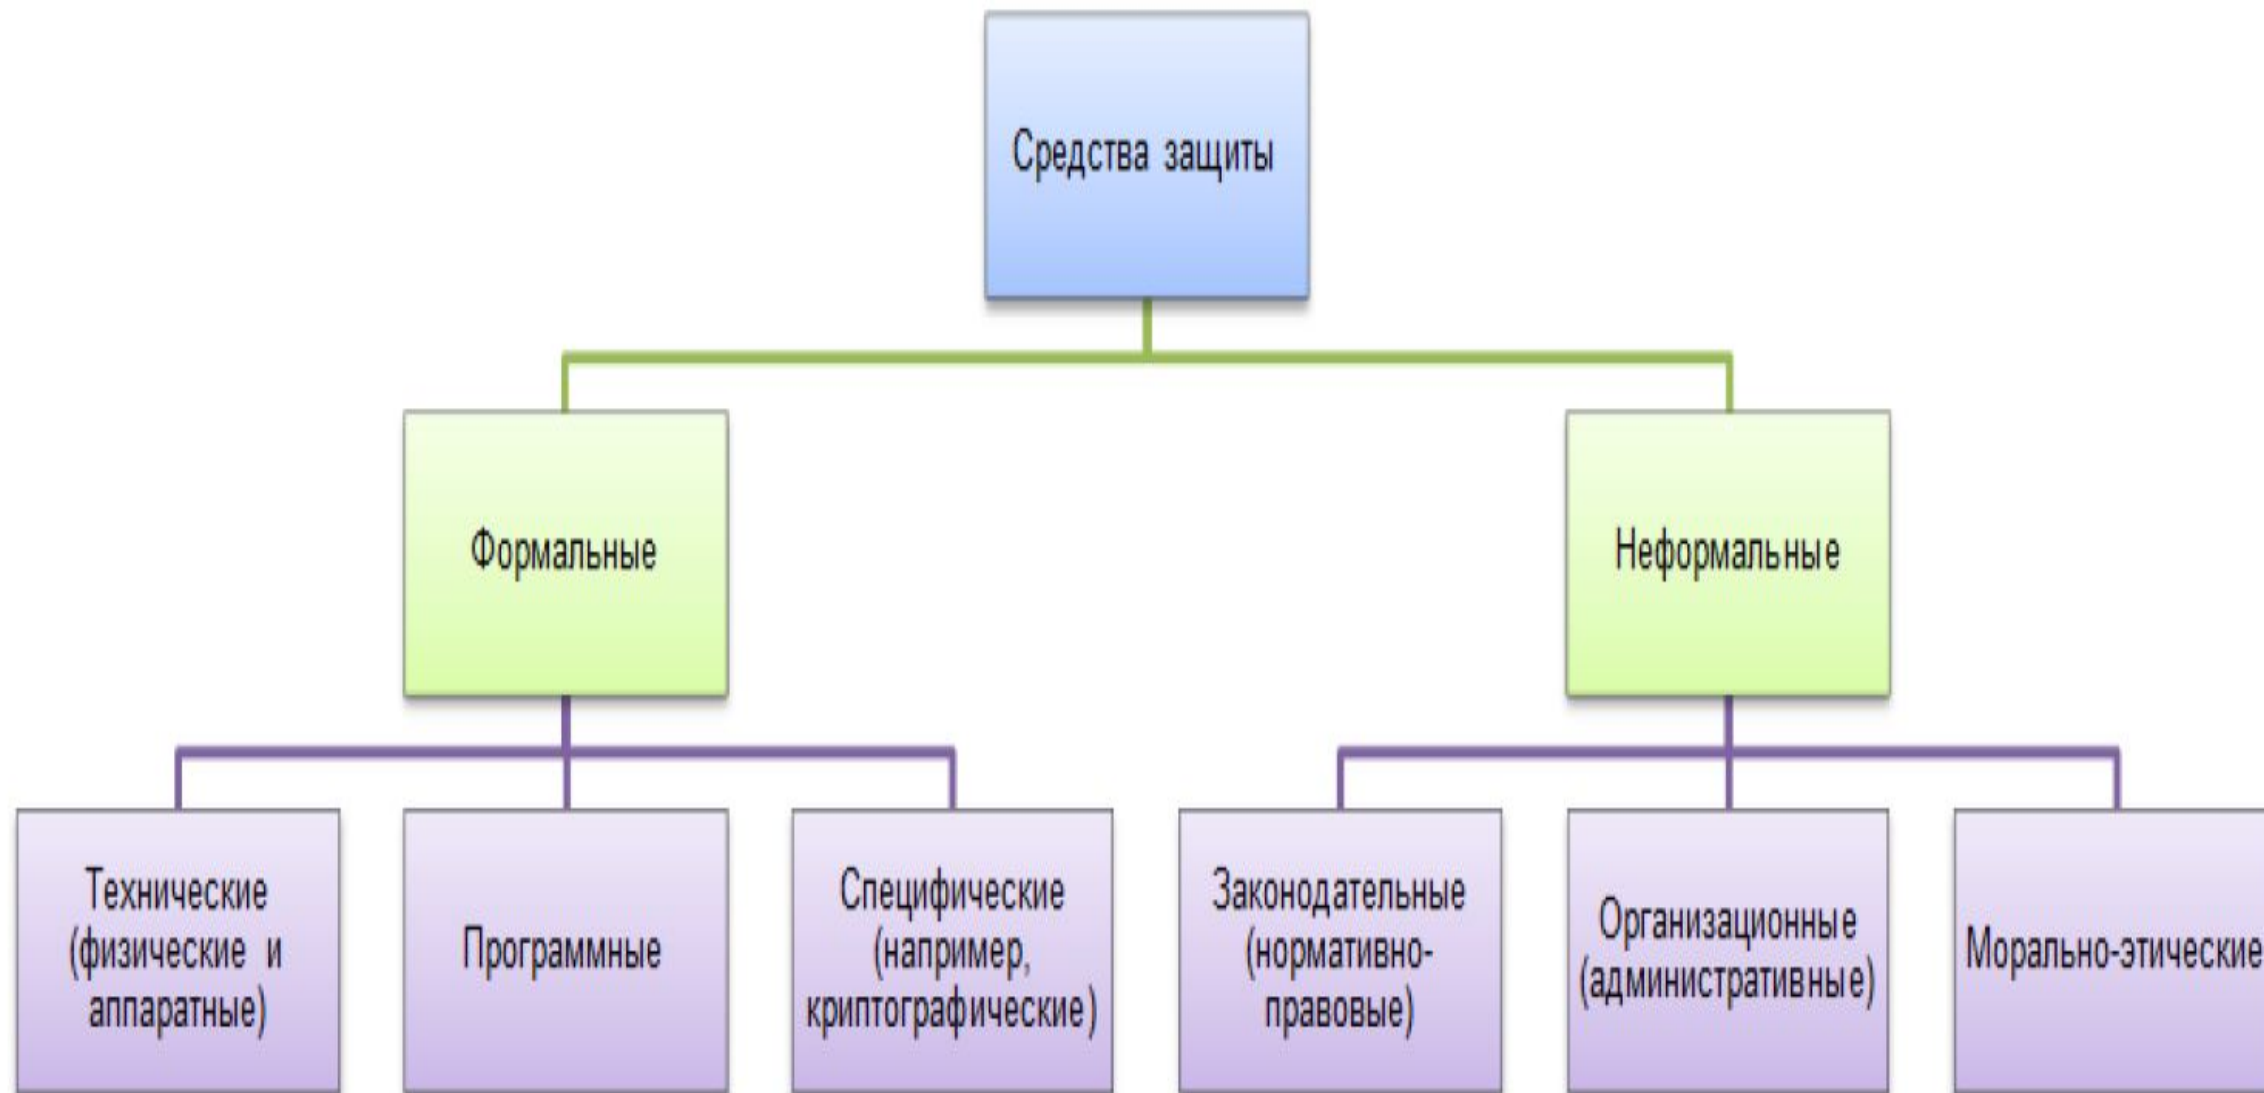 Средства защиты
Формальные
Неформальные
Технические
(физические и
аппаратные)
Программные
Специфические
(например,
криптографические)
Законодательные
(нормативно-
правовые)
Организационные
(административные)
Морально-этические